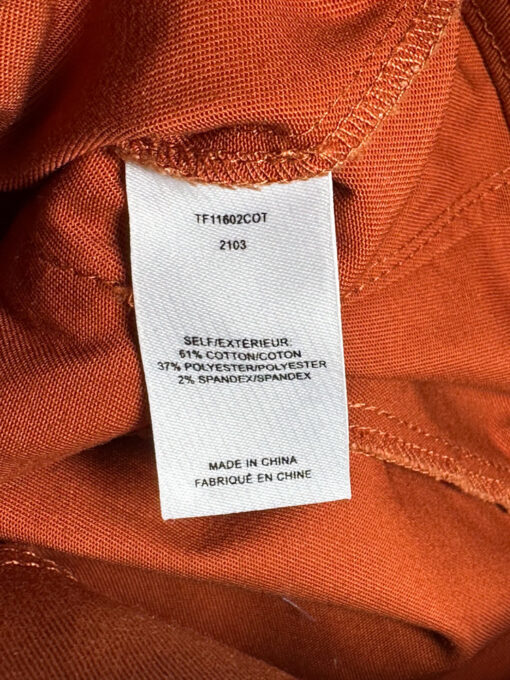 TF11602COT
2103
SELF/EXTÉRIEUR:
61% COTTON/COTON
37% POLYESTER/POLYESTER
2% SPANDEX/SPANDEX
MADE IN CHINA
FABRIQUÉ EN CHINE